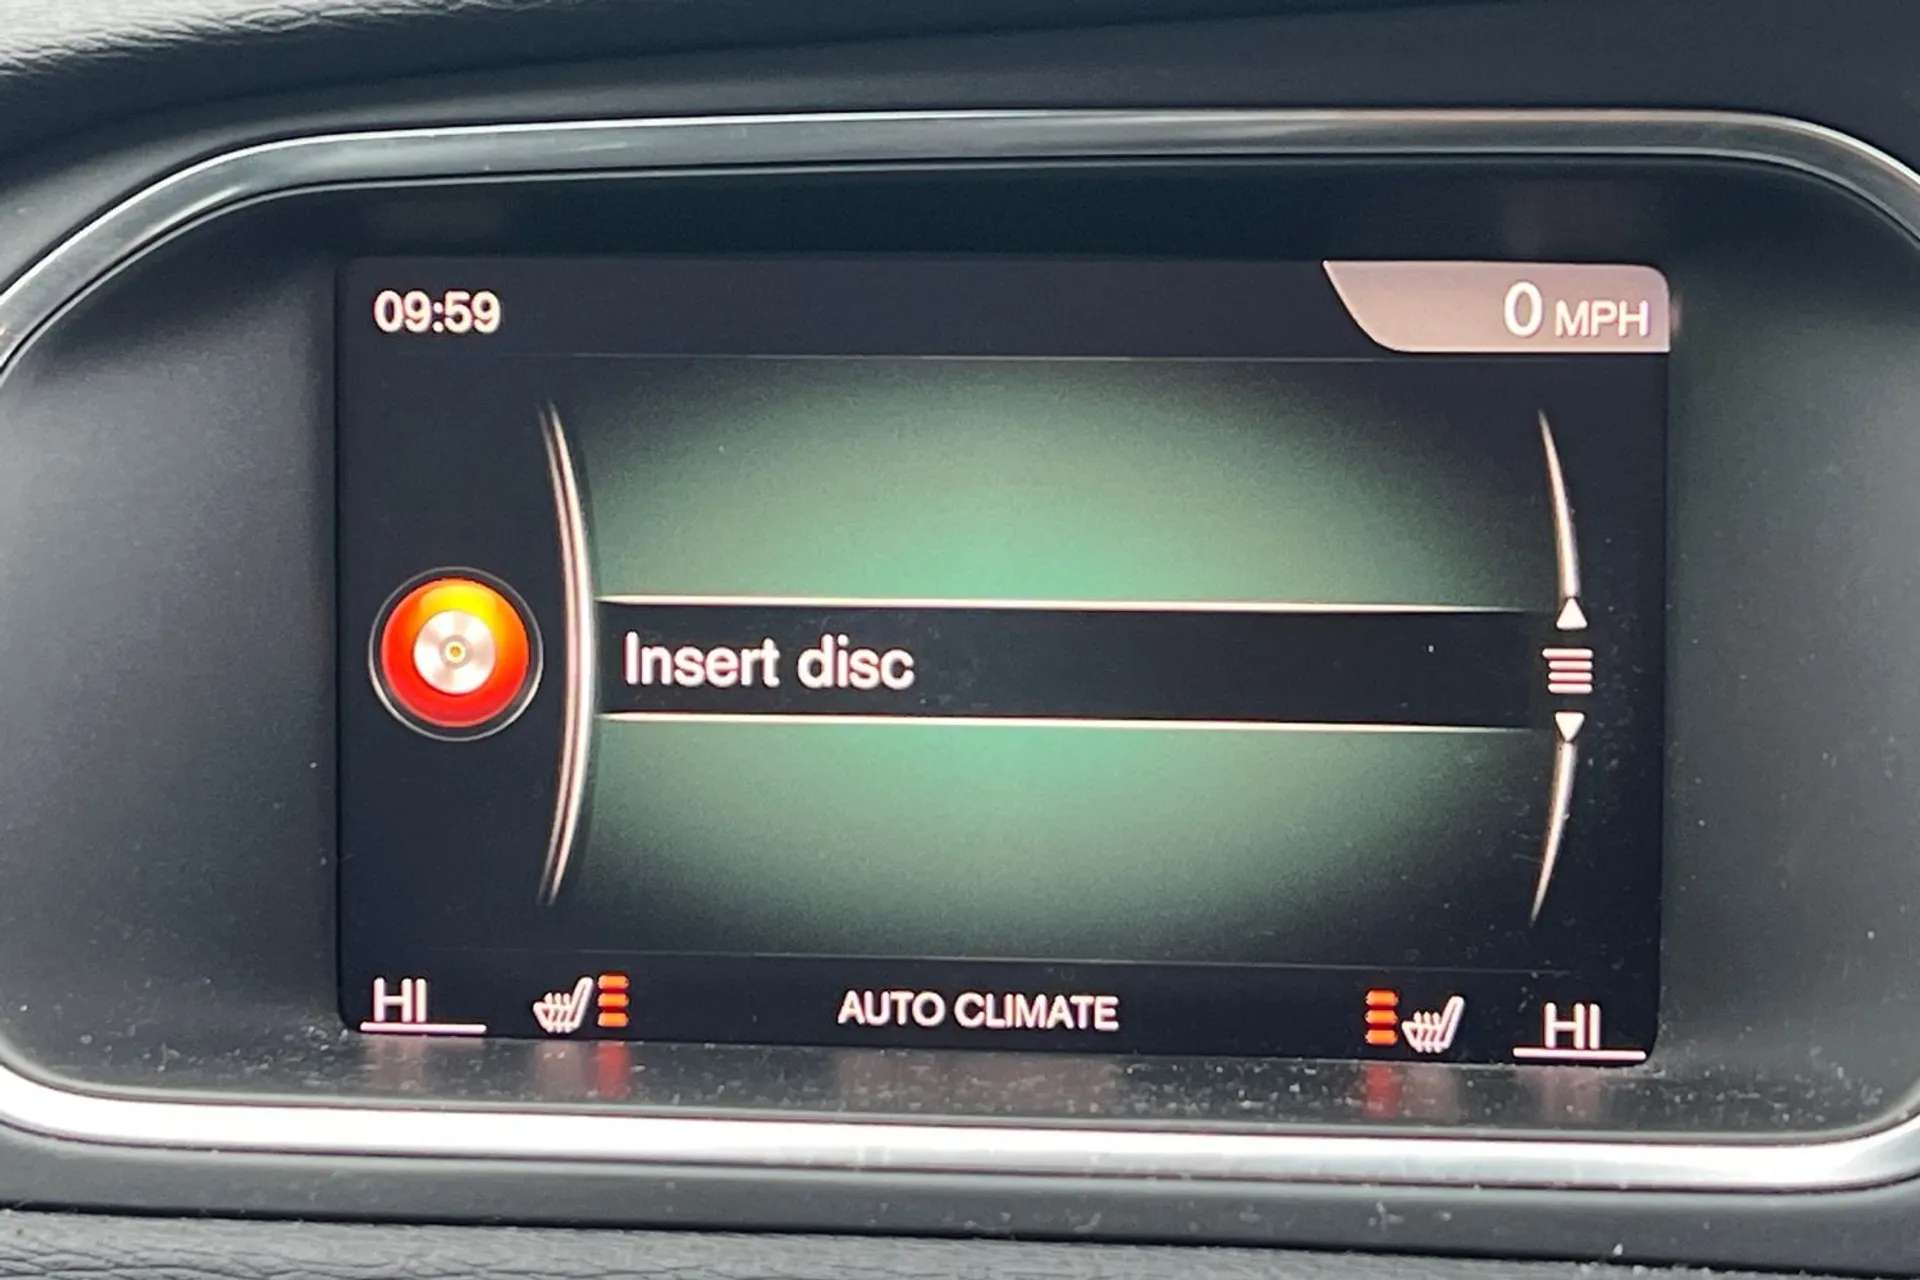 09:59
0 MPH
Insert disc
HI AUTO CLIMATE HI